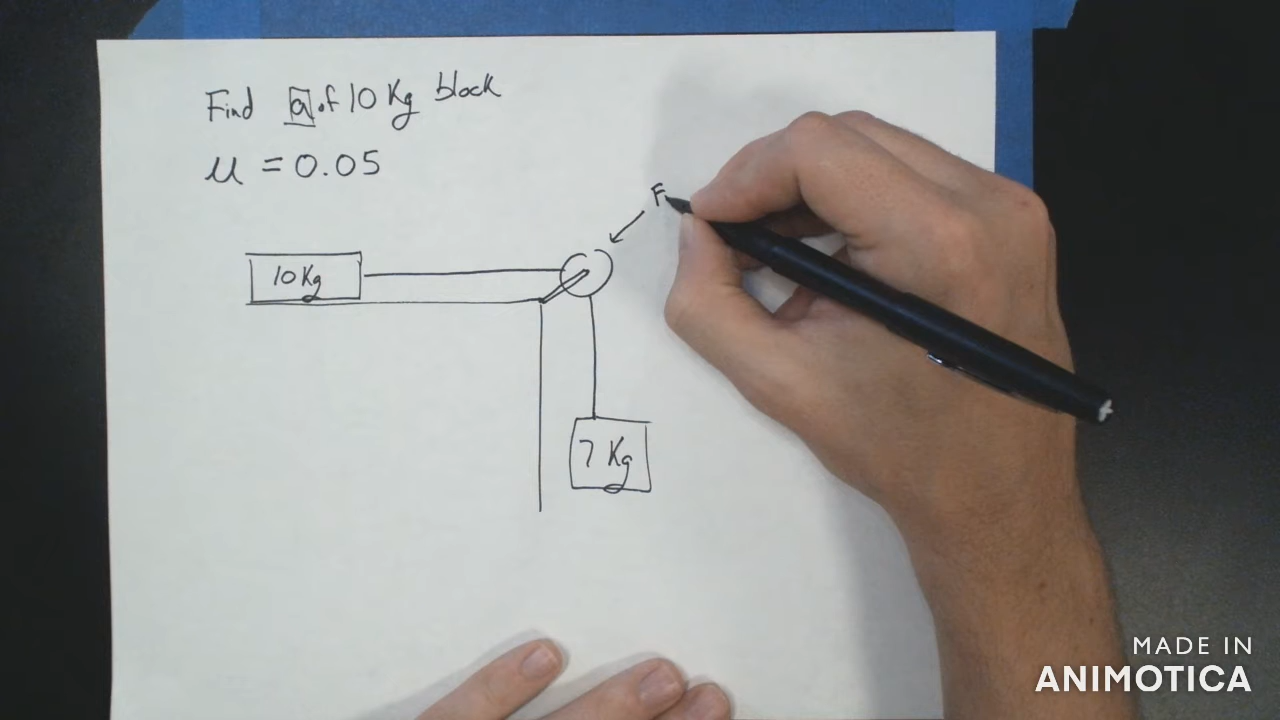 Find a of 10 Kg block
μ = 0.05
F
10 Kg
7 Kg
MADE IN
ANIMOTICA